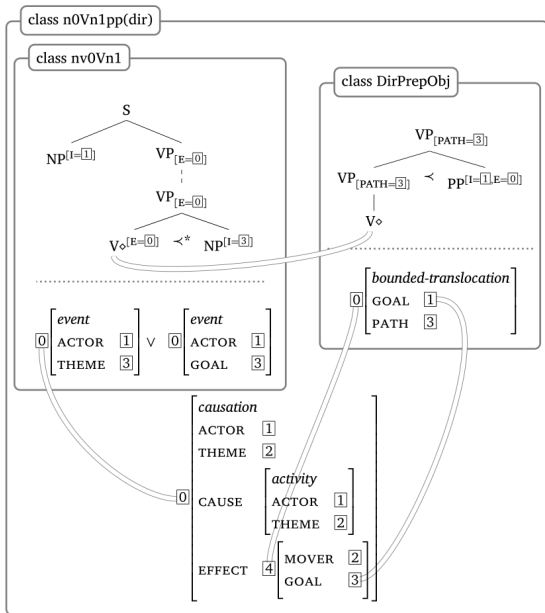 class n0Vn1pp(dir)
class nv0Vn1
S
NP[I=1] VP[E=0]
VP[E=0]
V⋄[E=0] ≺* NP[I=3]
0 [event ACTOR 1 THEME 3] ∨ 0 [event ACTOR 1 GOAL 3]
class DirPrepObj
VP[PATH=3]
VP[PATH=3] ≺ PP[I=1,E=0]
V⋄
bounded-translocation
0 GOAL 1
PATH 3
causation
ACTOR 1
THEME 2
activity
0 CAUSE ACTOR 1
THEME 2
MOVER 2
EFFECT 4 GOAL 3